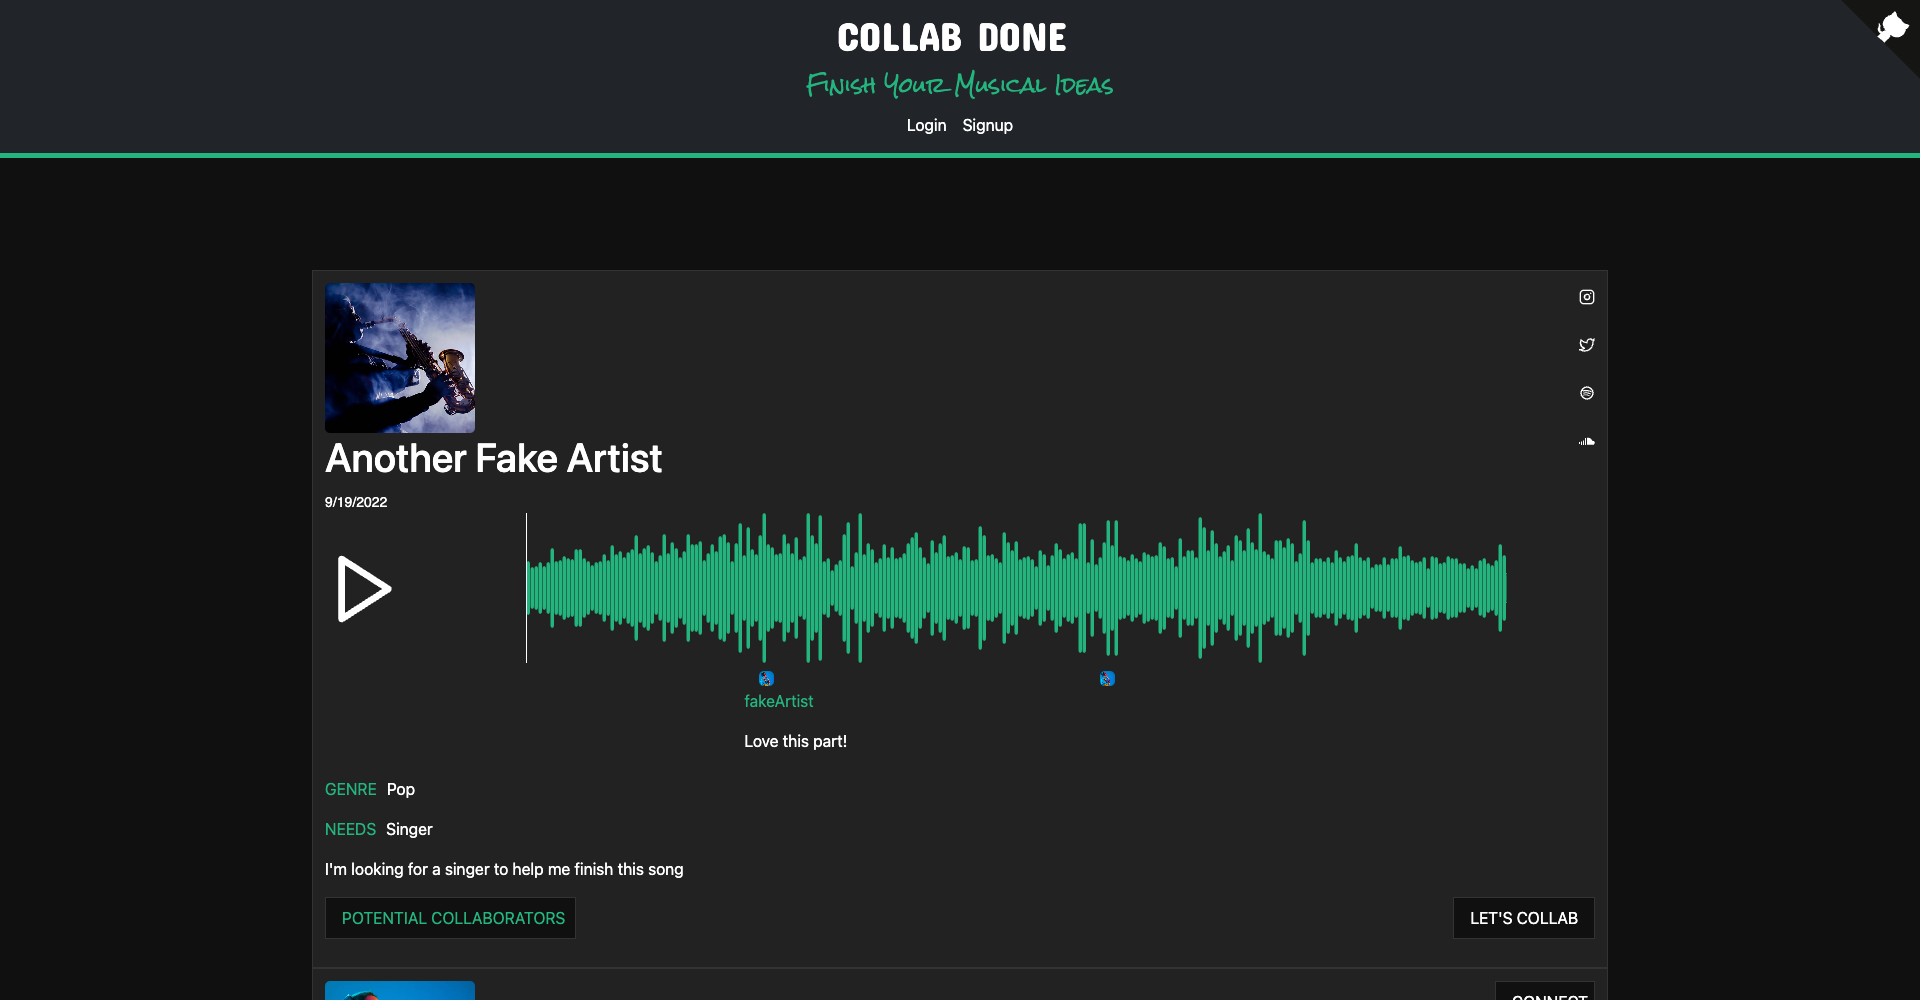 COLLAB DONE
Finish Your Musical Ideas
Login Signup
Another Fake Artist
9/19/2022
fakeArtist
Love this part!
GENRE Pop
NEEDS Singer
I'm looking for a singer to help me finish this song
POTENTIAL COLLABORATORS
LET'S COLLAB
CONNECT